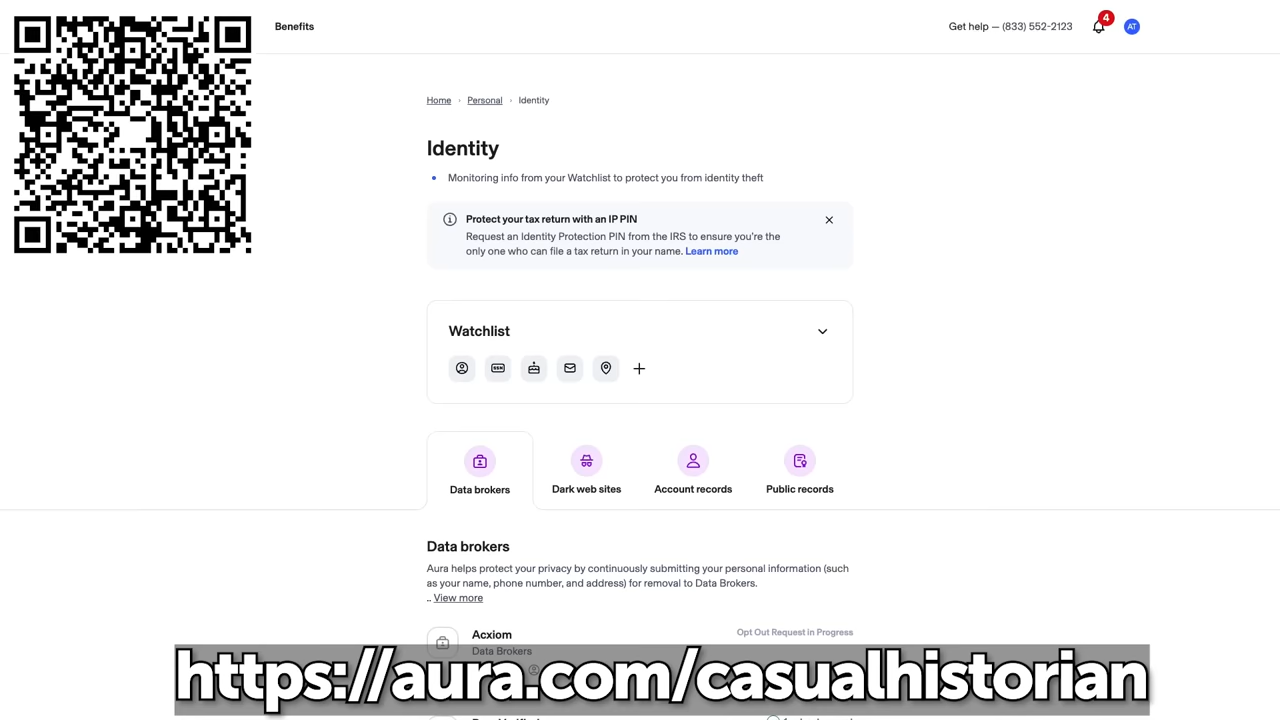 Benefits
Get help — (833) 552-2123
4
AT
Home › Personal › Identity
Identity
• Monitoring info from your Watchlist to protect you from identity theft
Protect your tax return with an IP PIN
Request an Identity Protection PIN from the IRS to ensure you're the
only one who can file a tax return in your name. Learn more
Watchlist
SSN
Data brokers
Dark web sites
Account records
Public records
Data brokers
Aura helps protect your privacy by continuously submitting your personal information (such
as your name, phone number, and address) for removal to Data Brokers.
.. View more
Acxiom
Opt Out Request in Progress
Data Brokers
https://aura.com/casualhistorian